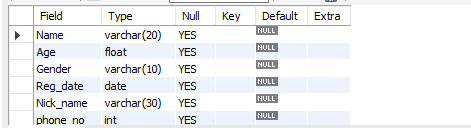 Field Type Null Key Default Extra
Name varchar(20) YES NULL
Age float YES NULL
Gender varchar(10) YES NULL
Reg_date date YES NULL
Nick_name varchar(30) YES NULL
phone_no int YES NULL